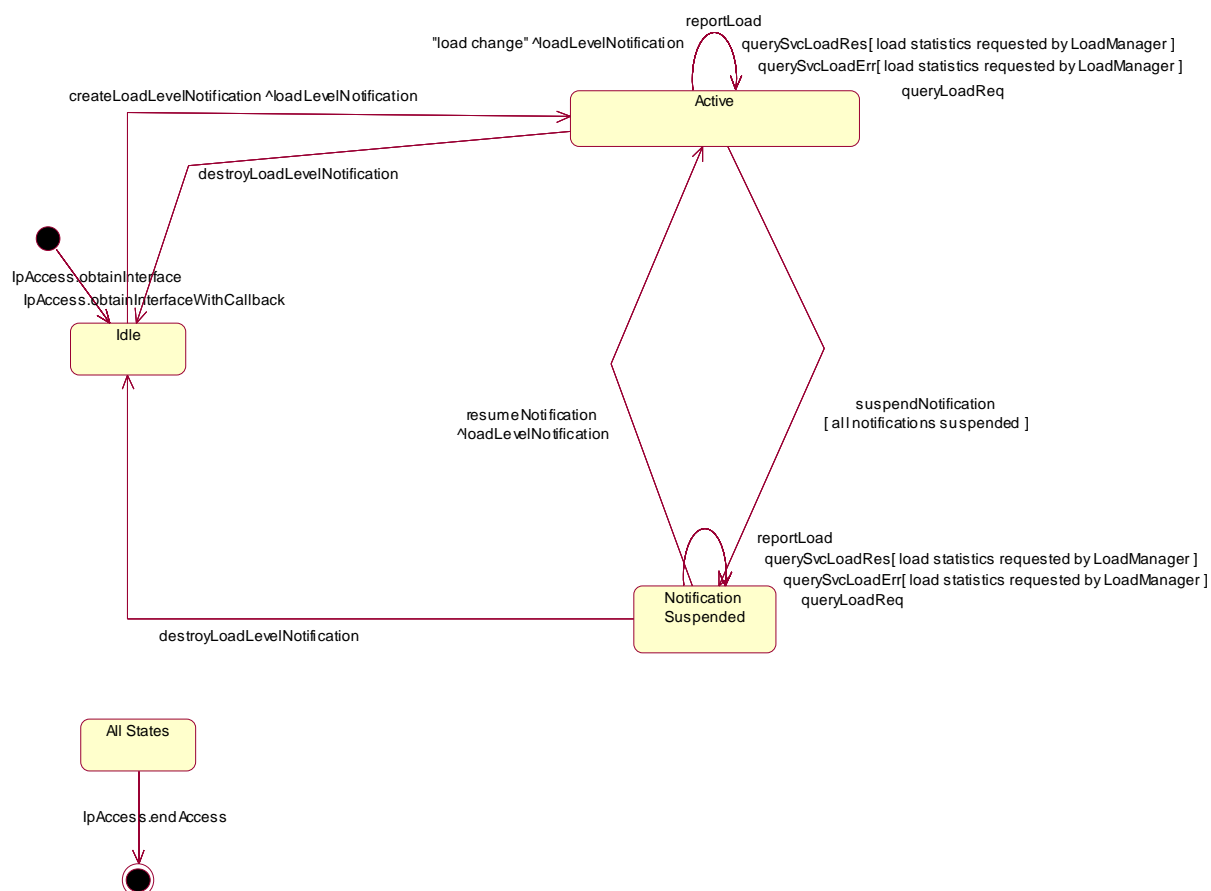 reportLoad
"load change" ^loadLevelNotification
querySvcLoadRes[ load statistics requested by LoadManager ]
querySvcLoadErr[ load statistics requested by LoadManager ]
queryLoadReq
createLoadLevelNotification ^loadLevelNotification
Active
destroyLoadLevelNotification
IpAccess.obtainInterface
IpAccess.obtainInterfaceWithCallback
Idle
resumeNotification
^loadLevelNotification
suspendNotification
[ all notifications suspended ]
reportLoad
querySvcLoadRes[ load statistics requested by LoadManager ]
querySvcLoadErr[ load statistics requested by LoadManager ]
queryLoadReq
Notification
Suspended
destroyLoadLevelNotification
All States
IpAccess.endAccess